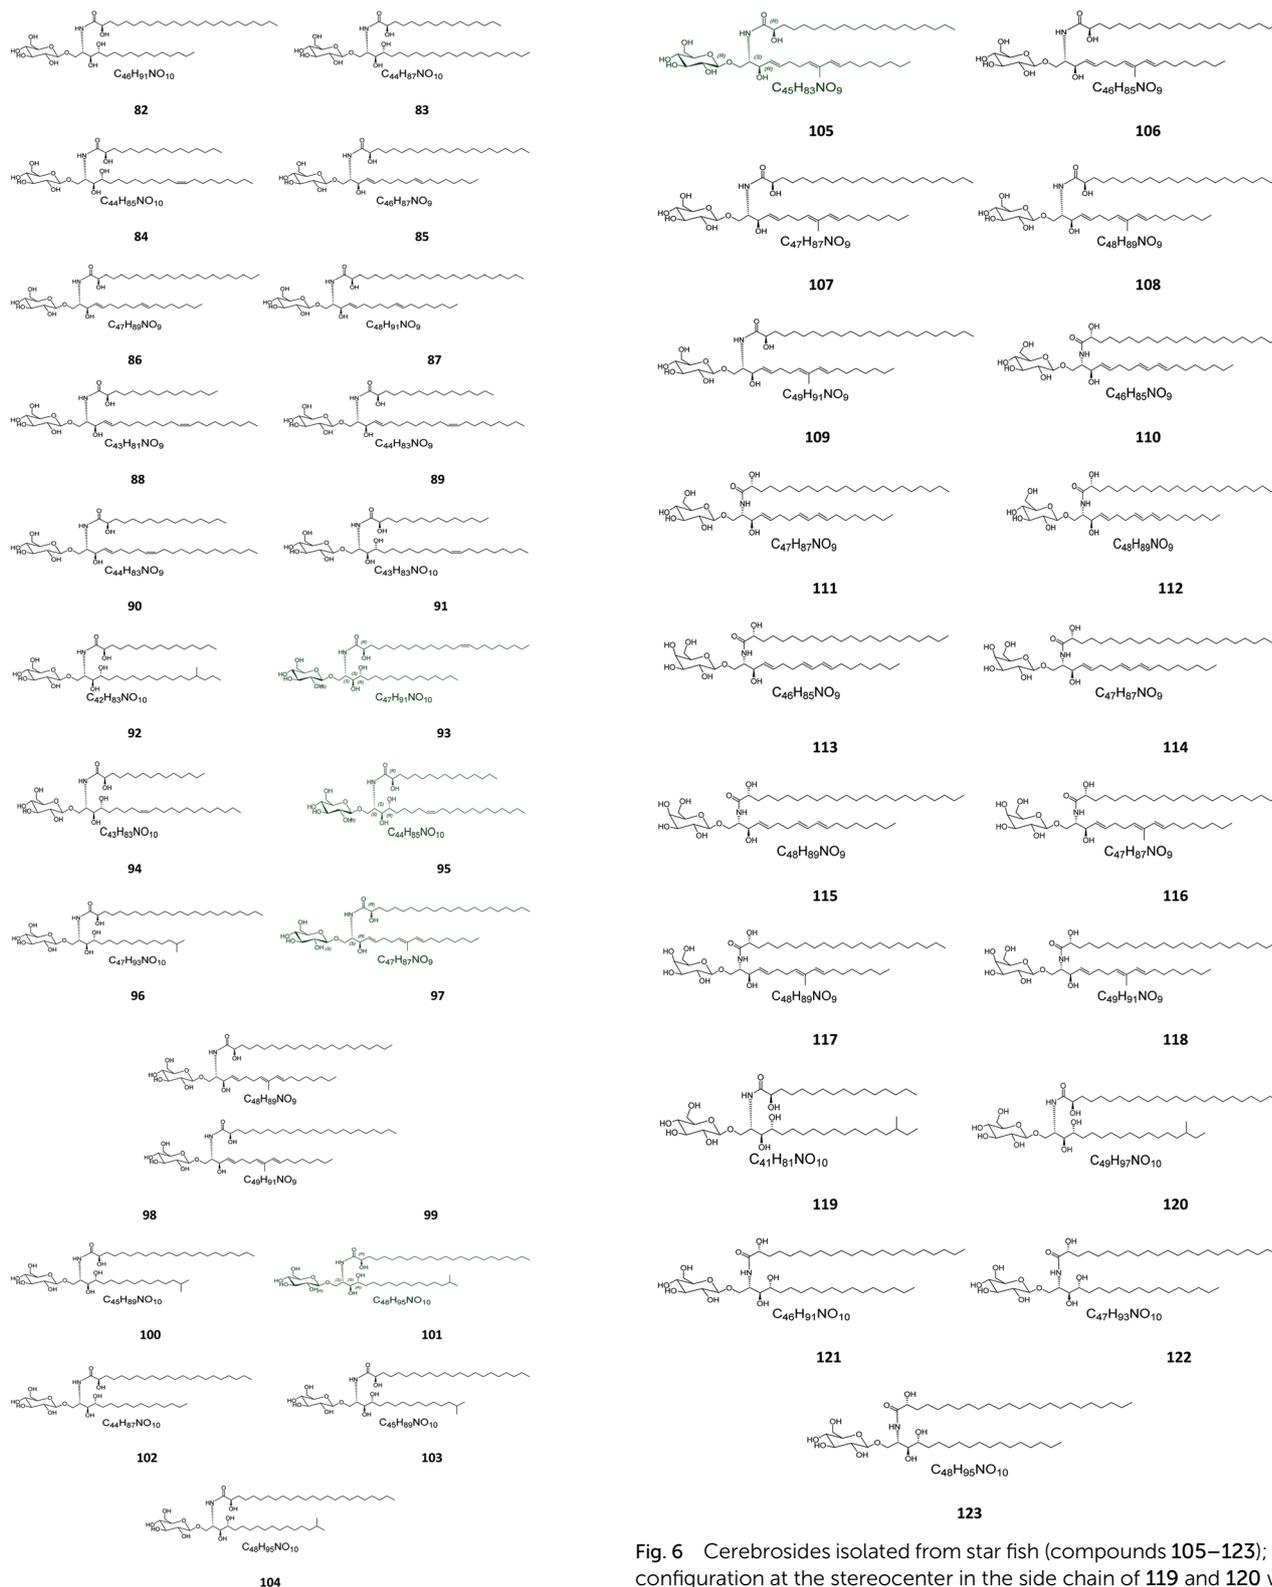 C46H91NO10
82
C44H87NO10
83
C44H85NO10
84
C46H87NO9
85
C47H89NO9
86
C48H91NO9
87
C43H81NO9
88
C44H83NO9
89
C44H83NO9
90
C43H83NO10
91
C42H83NO10
92
C47H91NO10
93
C43H83NO10
94
C44H85NO10
95
C47H93NO10
96
C47H87NO9
97
C48H89NO9
C49H91NO9
98
99
C45H89NO10
100
C48H95NO10
101
C44H87NO10
102
C45H89NO10
103
C48H95NO10
104
C45H83NO9
105
C46H85NO9
106
C47H87NO9
107
C48H89NO9
108
C49H91NO9
109
C46H85NO9
110
C47H87NO9
111
C48H89NO9
112
C46H85NO9
113
C47H87NO9
114
C48H89NO9
115
C47H87NO9
116
C48H89NO9
117
C49H91NO9
118
C41H81NO10
119
C49H97NO10
120
C46H91NO10
121
C47H93NO10
122
C48H95NO10
123
Fig. 6 Cerebrosides isolated from star fish (compounds 105–123);
configuration at the stereocenter in the side chain of 119 and 120